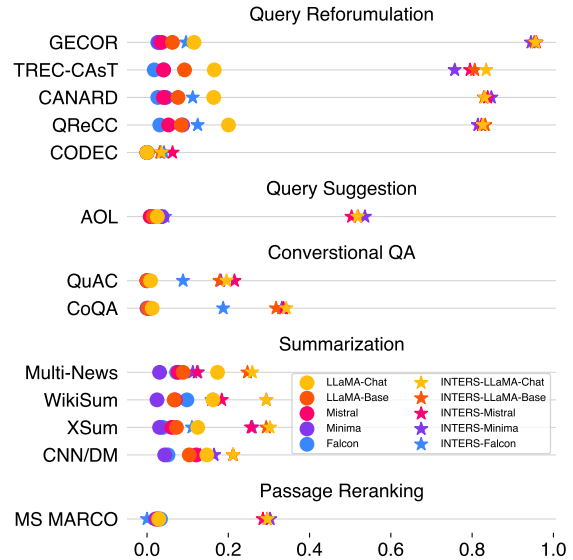 Query Reforumulation
GECOR
TREC-CAsT
CANARD
QReCC
CODEC
Query Suggestion
AOL
Converstional QA
QuAC
CoQA
Summarization
Multi-News
WikiSum
XSum
CNN/DM
LLaMA-Chat
LLaMA-Base
Mistral
Minima
Falcon
INTERS-LLaMA-Chat
INTERS-LLaMA-Base
INTERS-Mistral
INTERS-Minima
INTERS-Falcon
Passage Reranking
MS MARCO
0.0 0.2 0.4 0.6 0.8 1.0